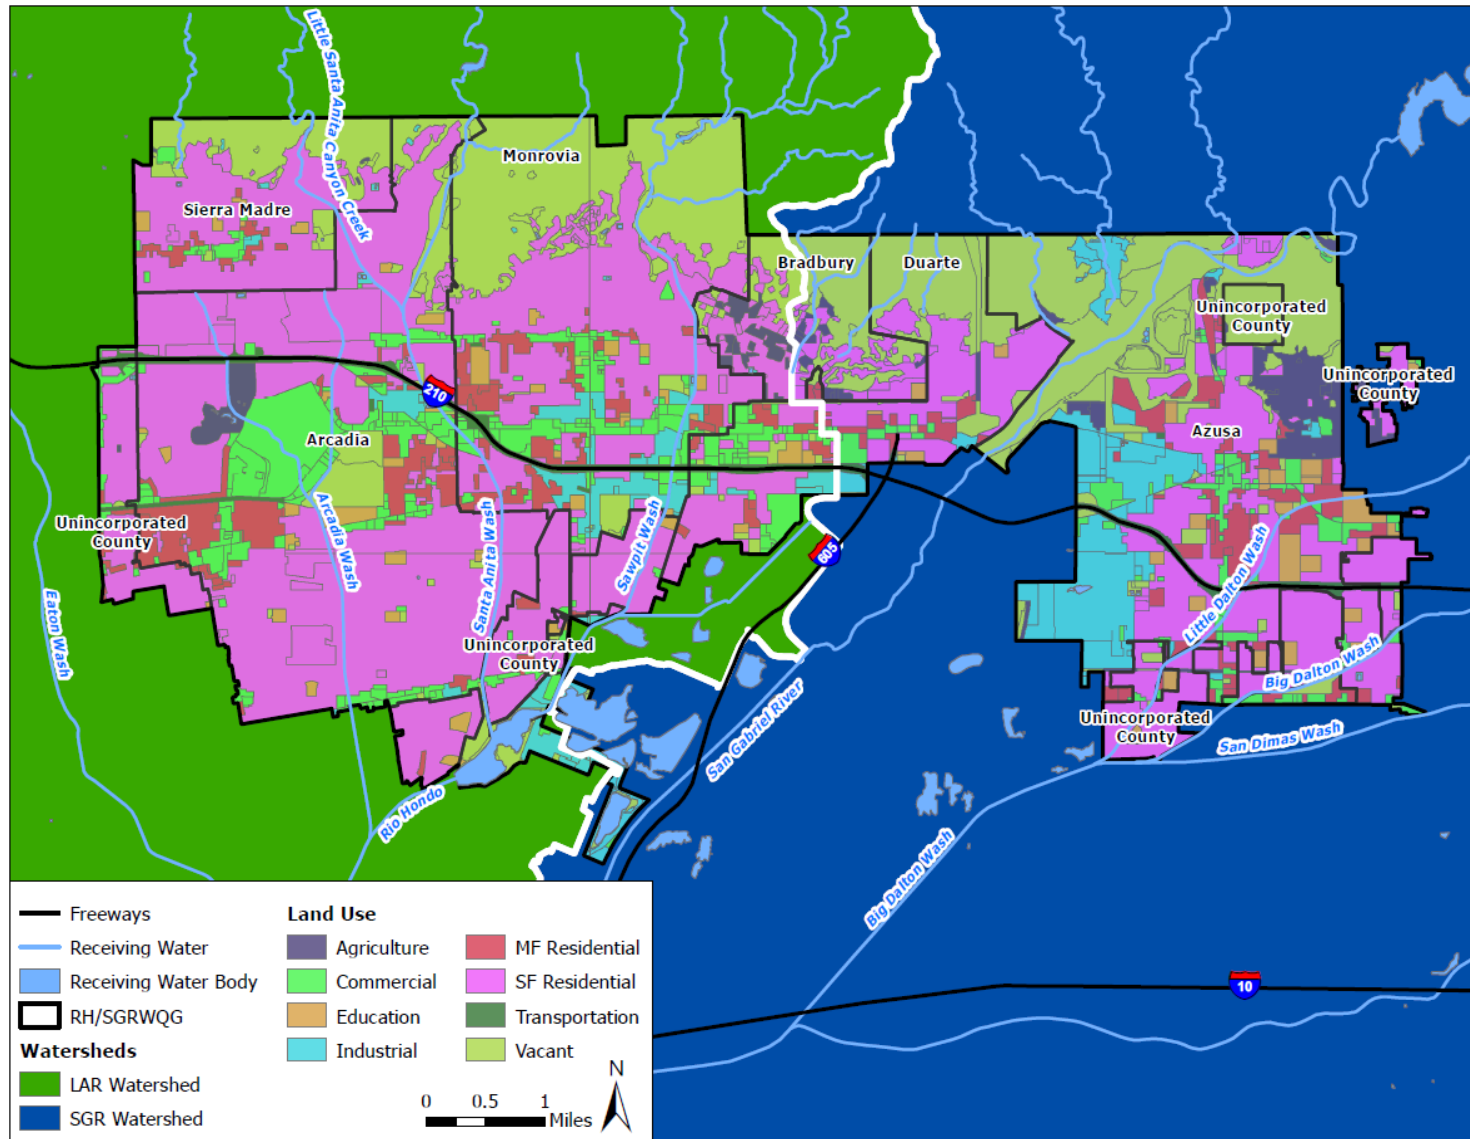 Little Santa Anita Canyon Creek
Monrovia
Sierra Madre
Bradbury
Duarte
Unincorporated
County
Unincorporated
County
210
Arcadia
Azusa
Unincorporated
County
Arcadia Wash
Santa Anita Wash
Sawpit Wash
605
Little Dalton Wash
Eaton Wash
Unincorporated
County
Big Dalton Wash
San Gabriel River
Unincorporated
County
San Dimas Wash
Rio Hondo
Big Dalton Wash
10
Freeways
Receiving Water
Receiving Water Body
RH/SGRWQG
Watersheds
LAR Watershed
SGR Watershed
Land Use
Agriculture
Commercial
Education
Industrial
MF Residential
SF Residential
Transportation
Vacant
N
0 0.5 1
Miles